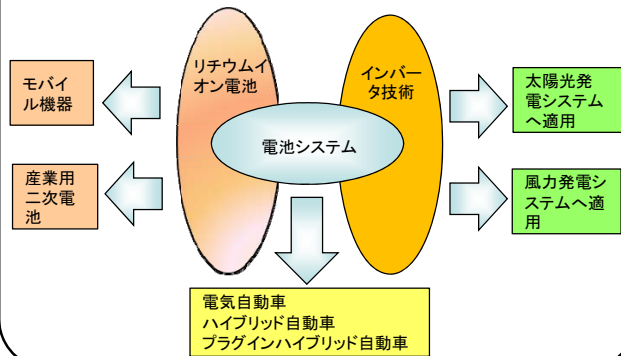 リチウムイ
オン電池
インバー
タ技術
モバイ
ル機器
太陽光発
電システム
へ適用
電池システム
産業用
二次電
池
風力発電シ
ステムへ適
用
電気自動車
ハイブリッド自動車
プラグインハイブリッド自動車